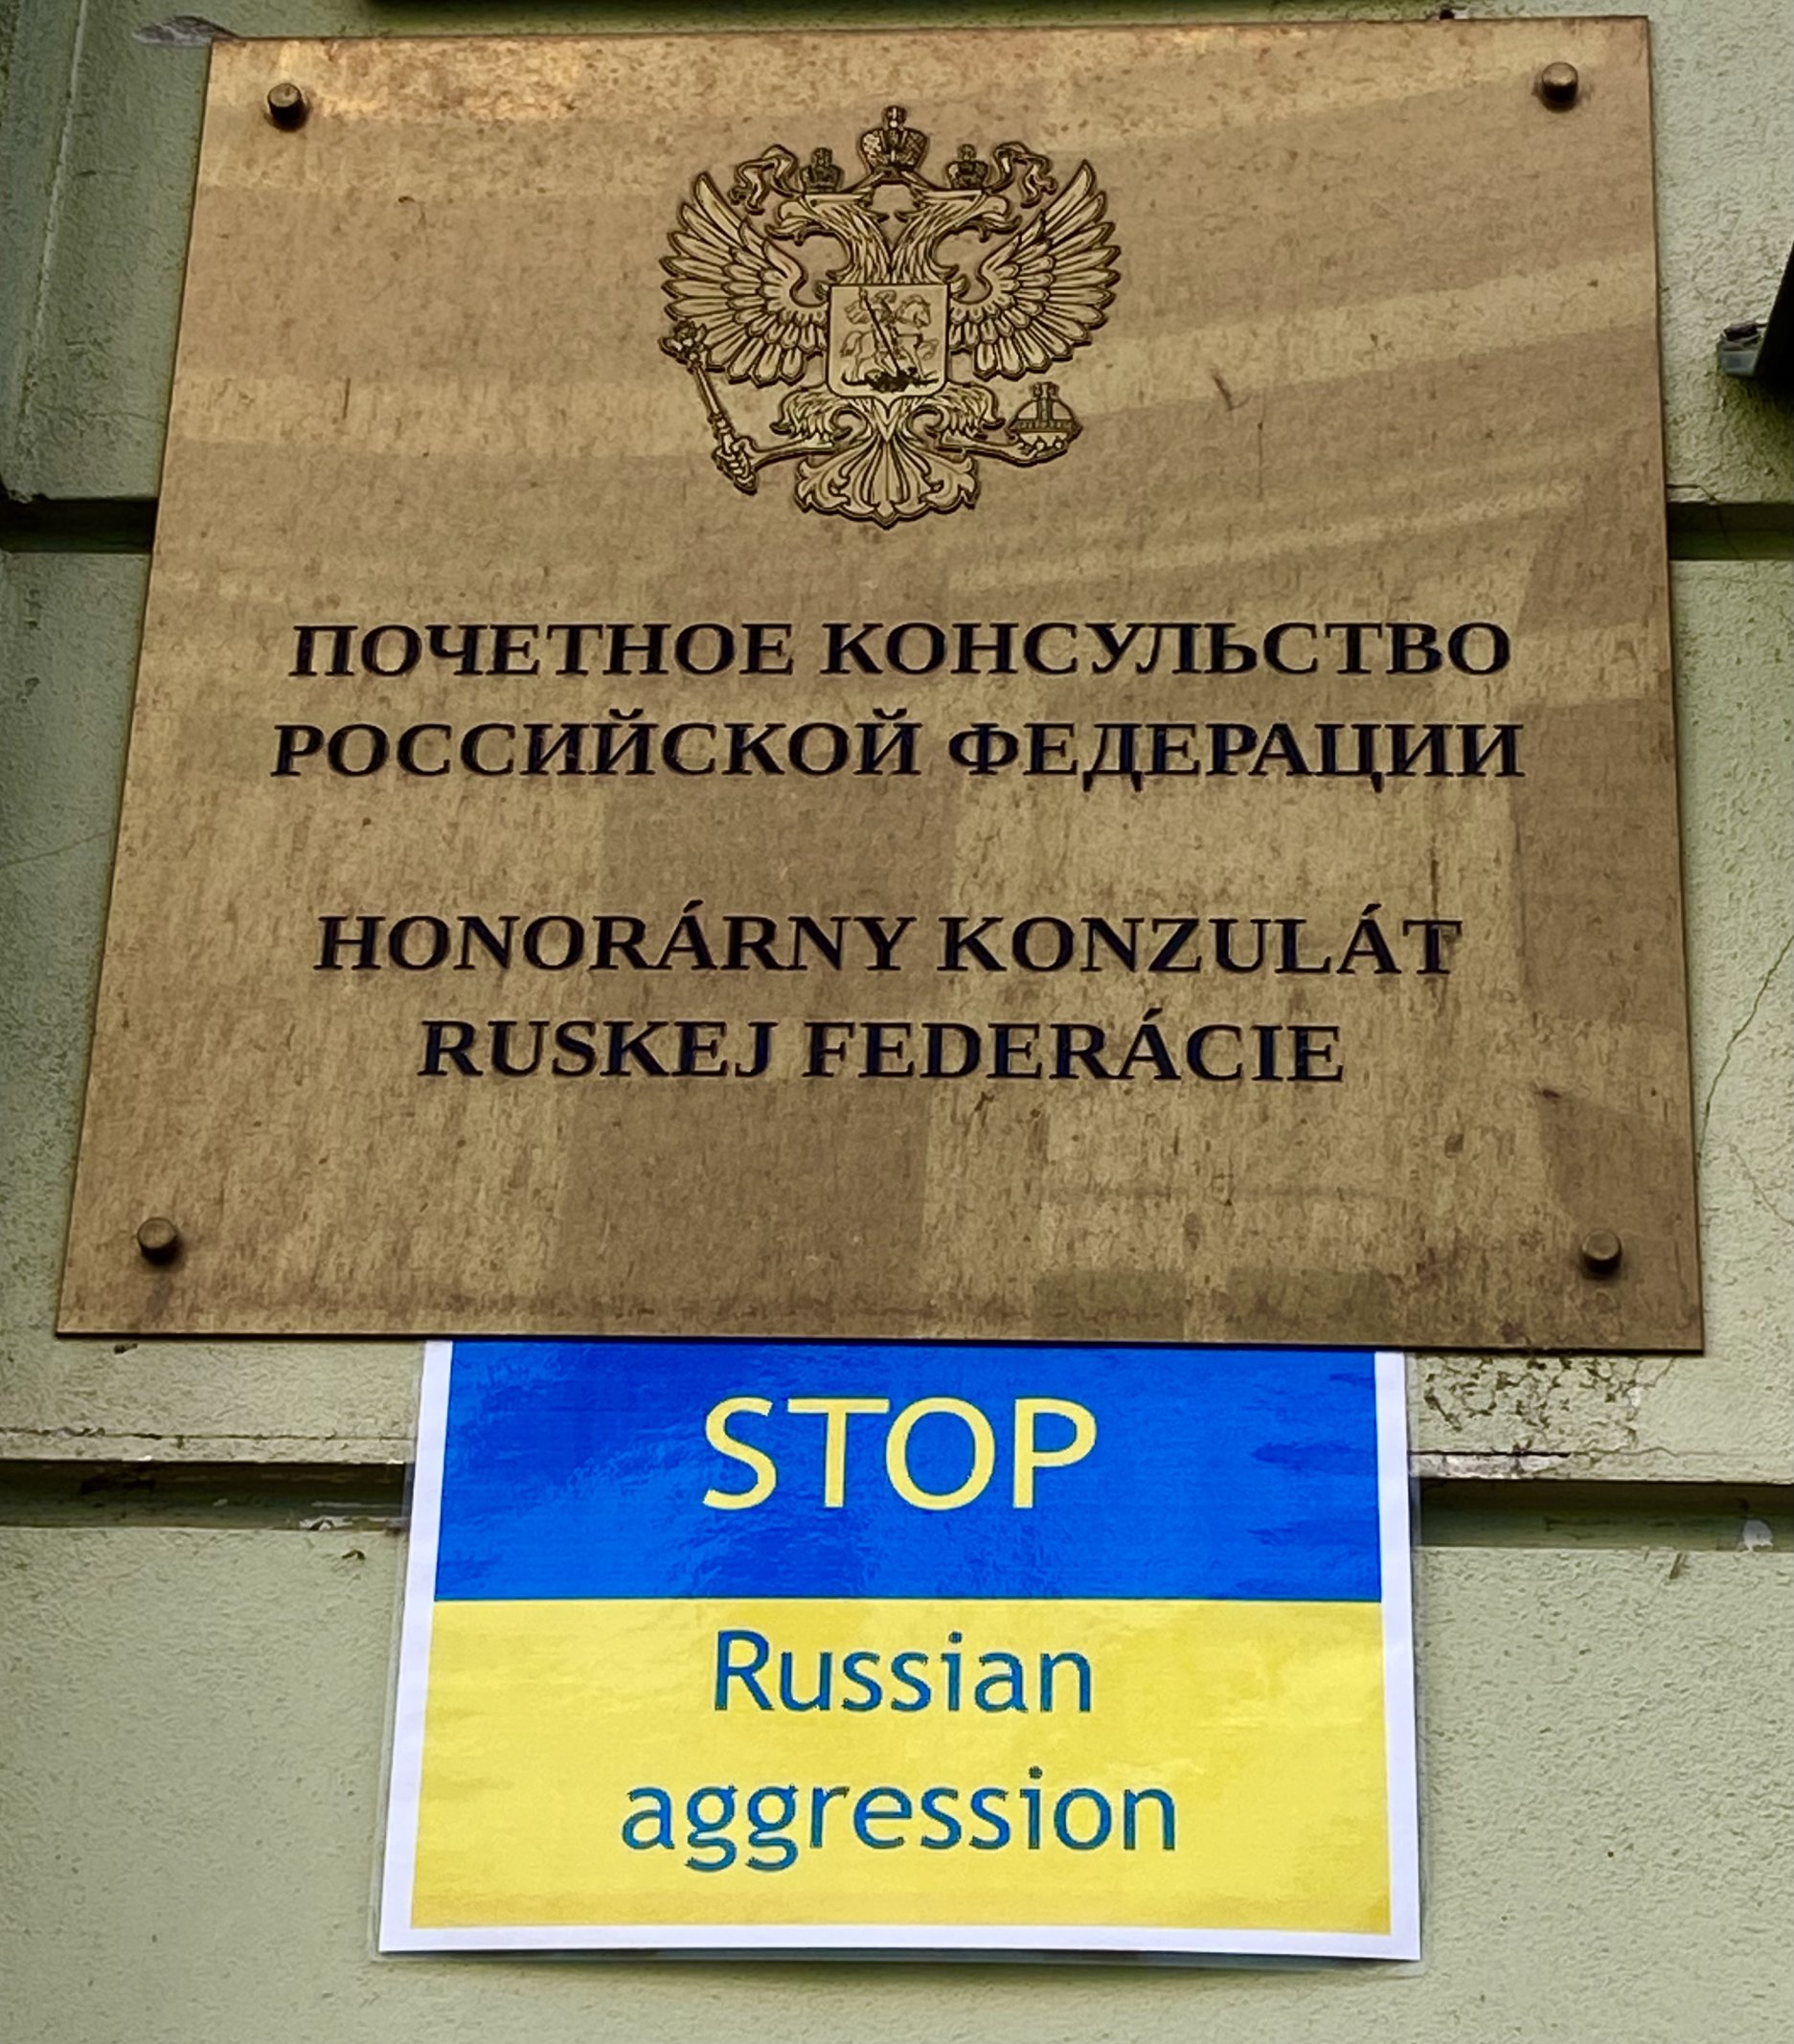 ПОЧЕТНОЕ КОНСУЛЬСТВО
РОССИЙСКОЙ ФЕДЕРАЦИИ
HONORÁRNY KONZULÁT
RUSKEJ FEDERÁCIE
STOP
Russian
aggression